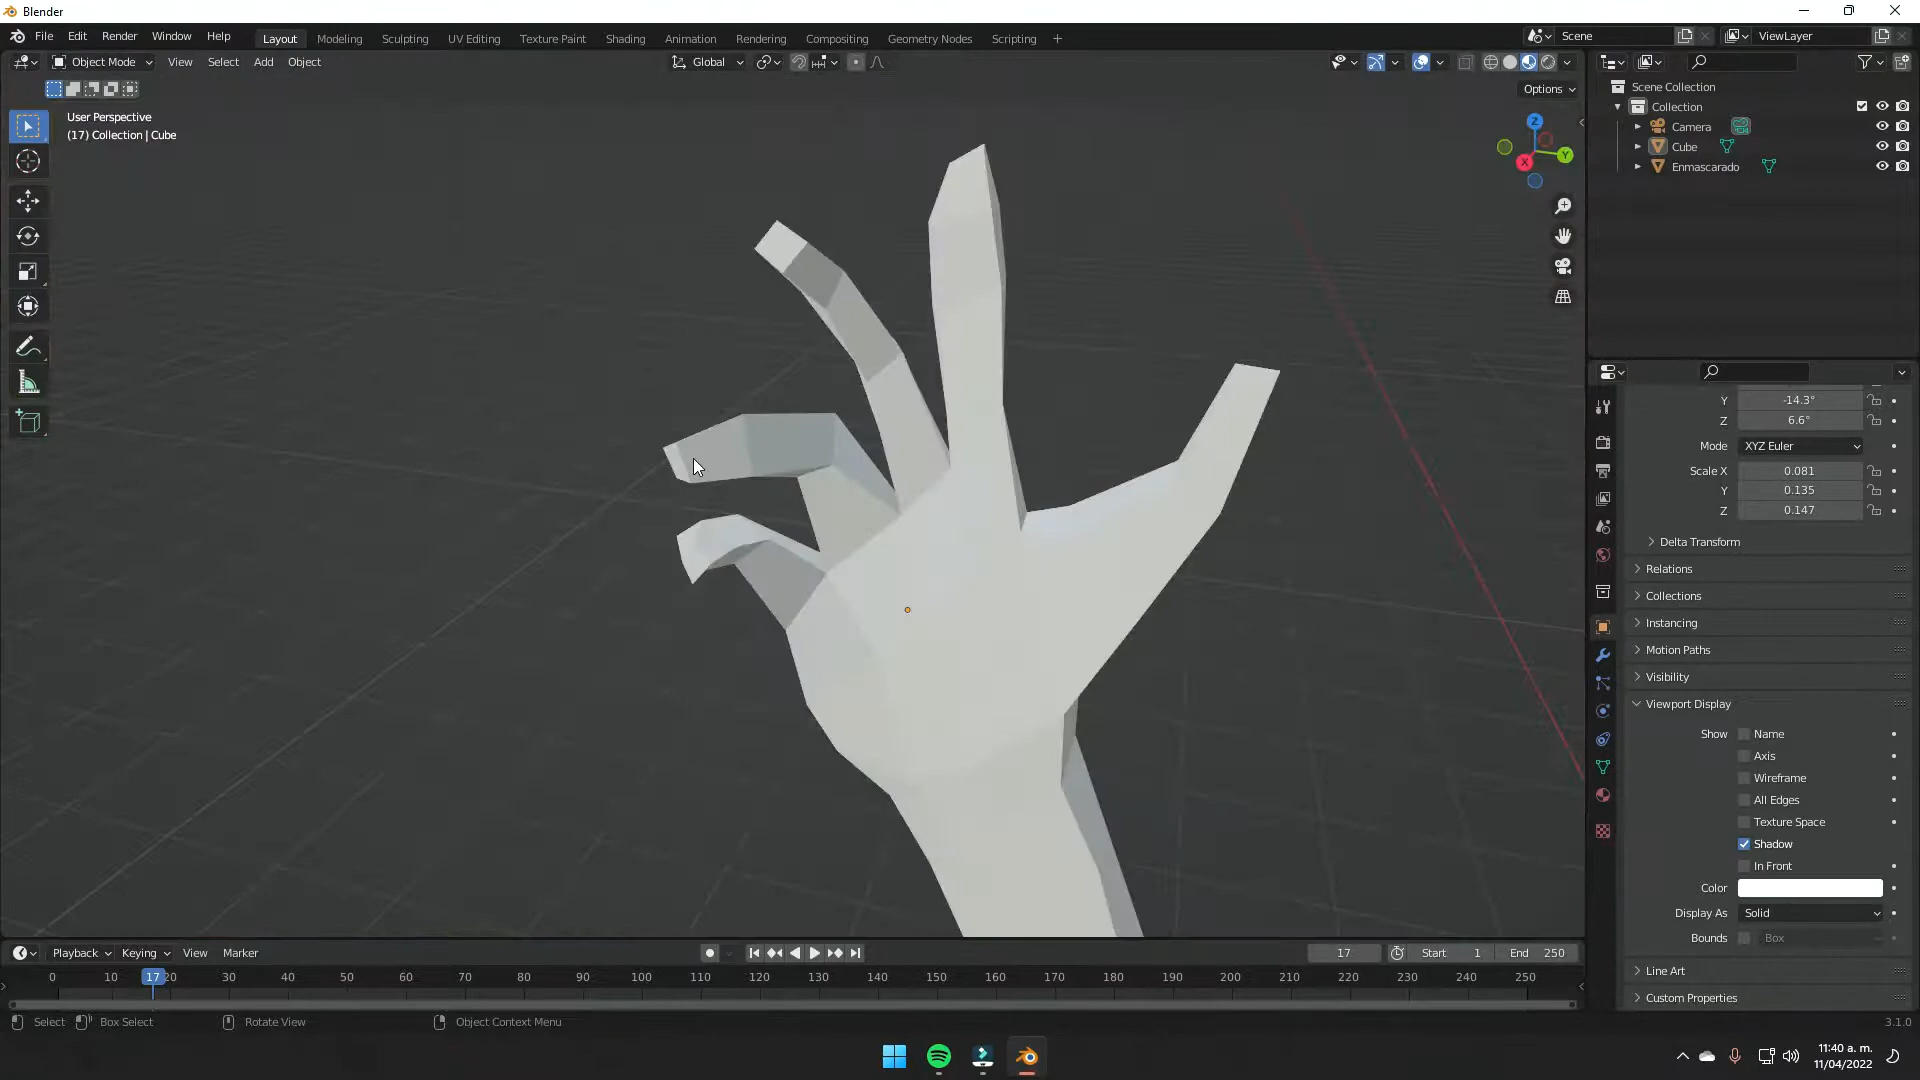 Blender
File Edit Render Window Help Layout Modeling Sculpting UV Editing Texture Paint Shading Animation Rendering Compositing Geometry Nodes Scripting + Scene ViewLayer
Object Mode View Select Add Object Global
Options
User Perspective
(17) Collection | Cube
Z
Y
X
Scene Collection
Collection
Camera
Cube
Enmascarado
Y -14.3°
Z 6.6°
Mode XYZ Euler
Scale X 0.081
Y 0.135
Z 0.147
Delta Transform
Relations
Collections
Instancing
Motion Paths
Visibility
Viewport Display
Show Name
Axis
Wireframe
All Edges
Texture Space
Shadow
In Front
Color
Display As Solid
Bounds Box
Line Art
Custom Properties
Playback Keying View Marker 17 Start 1 End 250
0 10 17 20 30 40 50 60 70 80 90 100 110 120 130 140 150 160 170 180 190 200 210 220 230 240 250
Select Box Select Rotate View Object Context Menu 3.1.0
11:40 a. m.
11/04/2022